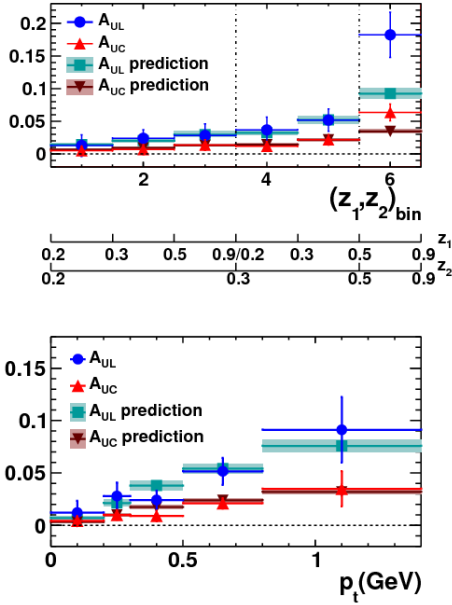 0.2
0.15
0.1
0.05
0
A_UL
A_UC
A_UL prediction
A_UC prediction
2 4 6
(z_1,z_2)_bin
0.2 0.3 0.5 0.9/0.2 0.3 0.5 0.9 z_1
0.2 0.3 0.5 0.9 z_2
0.15
0.1
0.05
0
A_UL
A_UC
A_UL prediction
A_UC prediction
0 0.5 1
p_t(GeV)